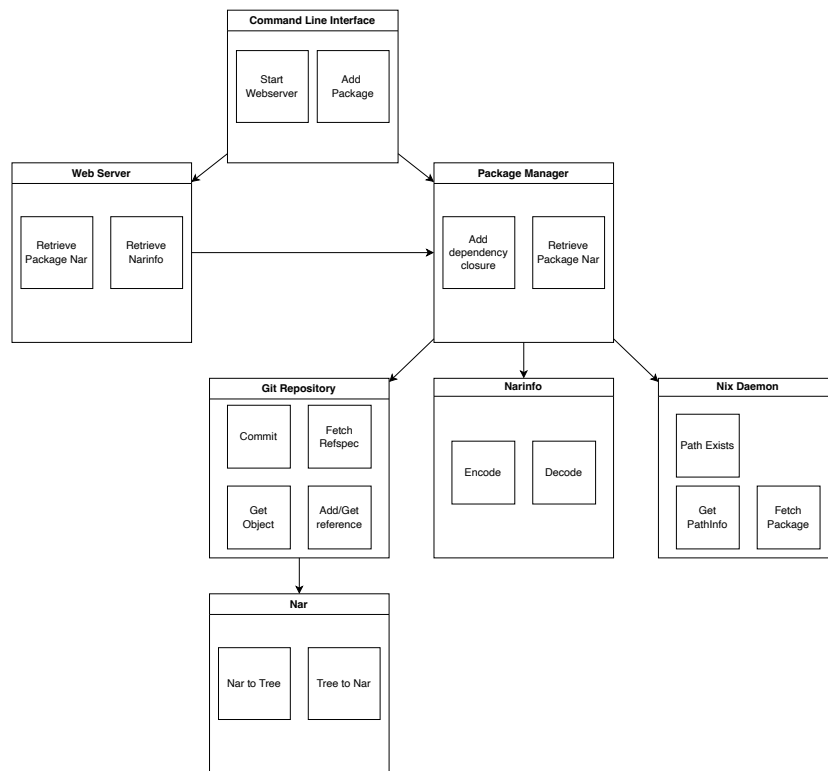 Command Line Interface
Start
Webserver
Add
Package
Web Server
Retrieve
Package Nar
Retrieve
Narinfo
Package Manager
Add
dependency
closure
Retrieve
Package Nar
Git Repository
Commit
Fetch
Refspec
Get
Object
Add/Get
reference
Narinfo
Encode
Decode
Nix Daemon
Path Exists
Get
PathInfo
Fetch
Package
Nar
Nar to Tree
Tree to Nar